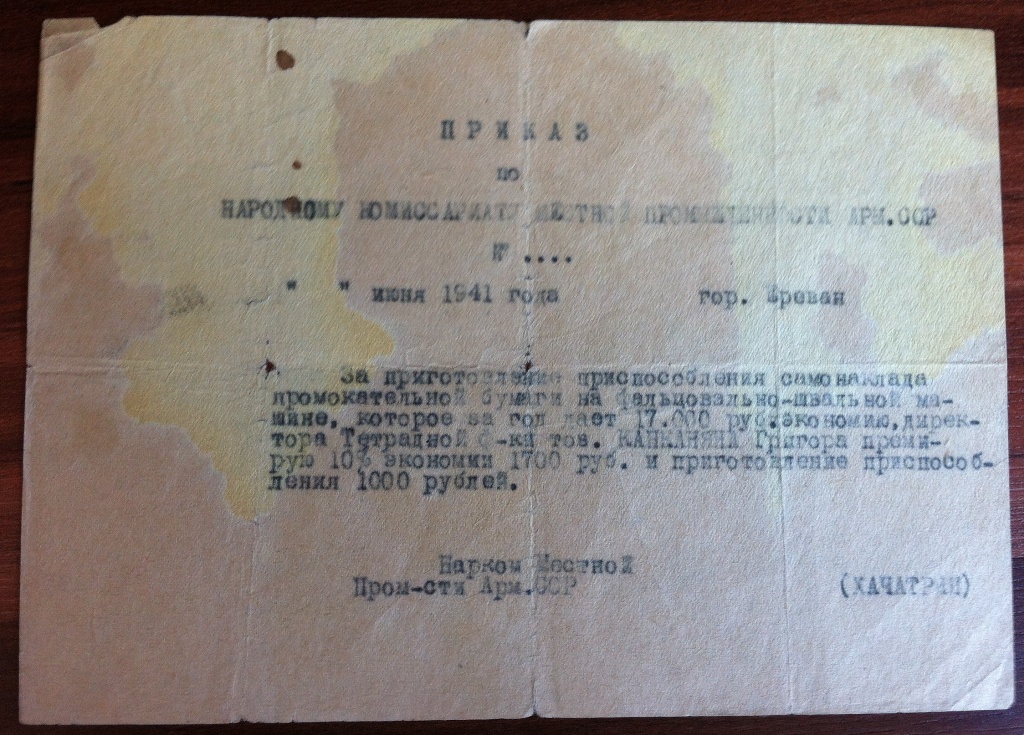 ПРИКАЗ
по
НАРОДНОМУ КОМИССАРИАТУ МЕСТНОЙ ПРОМЫШЛЕННОСТИ АРМ.ССР
№ ....
" " июня 1941 года гор. Ереван
За приготовление приспособления самонаклада
промокательной бумаги на фальцовально-швальной ма-
шине, которое за год дает 17.000 руб.экономию,дирек-
тора Тетрадной ф-ки тов. КАНКАНЯНА Григора преми-
рую 10% экономии 1700 руб. и приготовление приспособ-
ления 1000 рублей.
Нарком Местной
Пром-сти Арм.ССР (ХАЧАТРЯН)